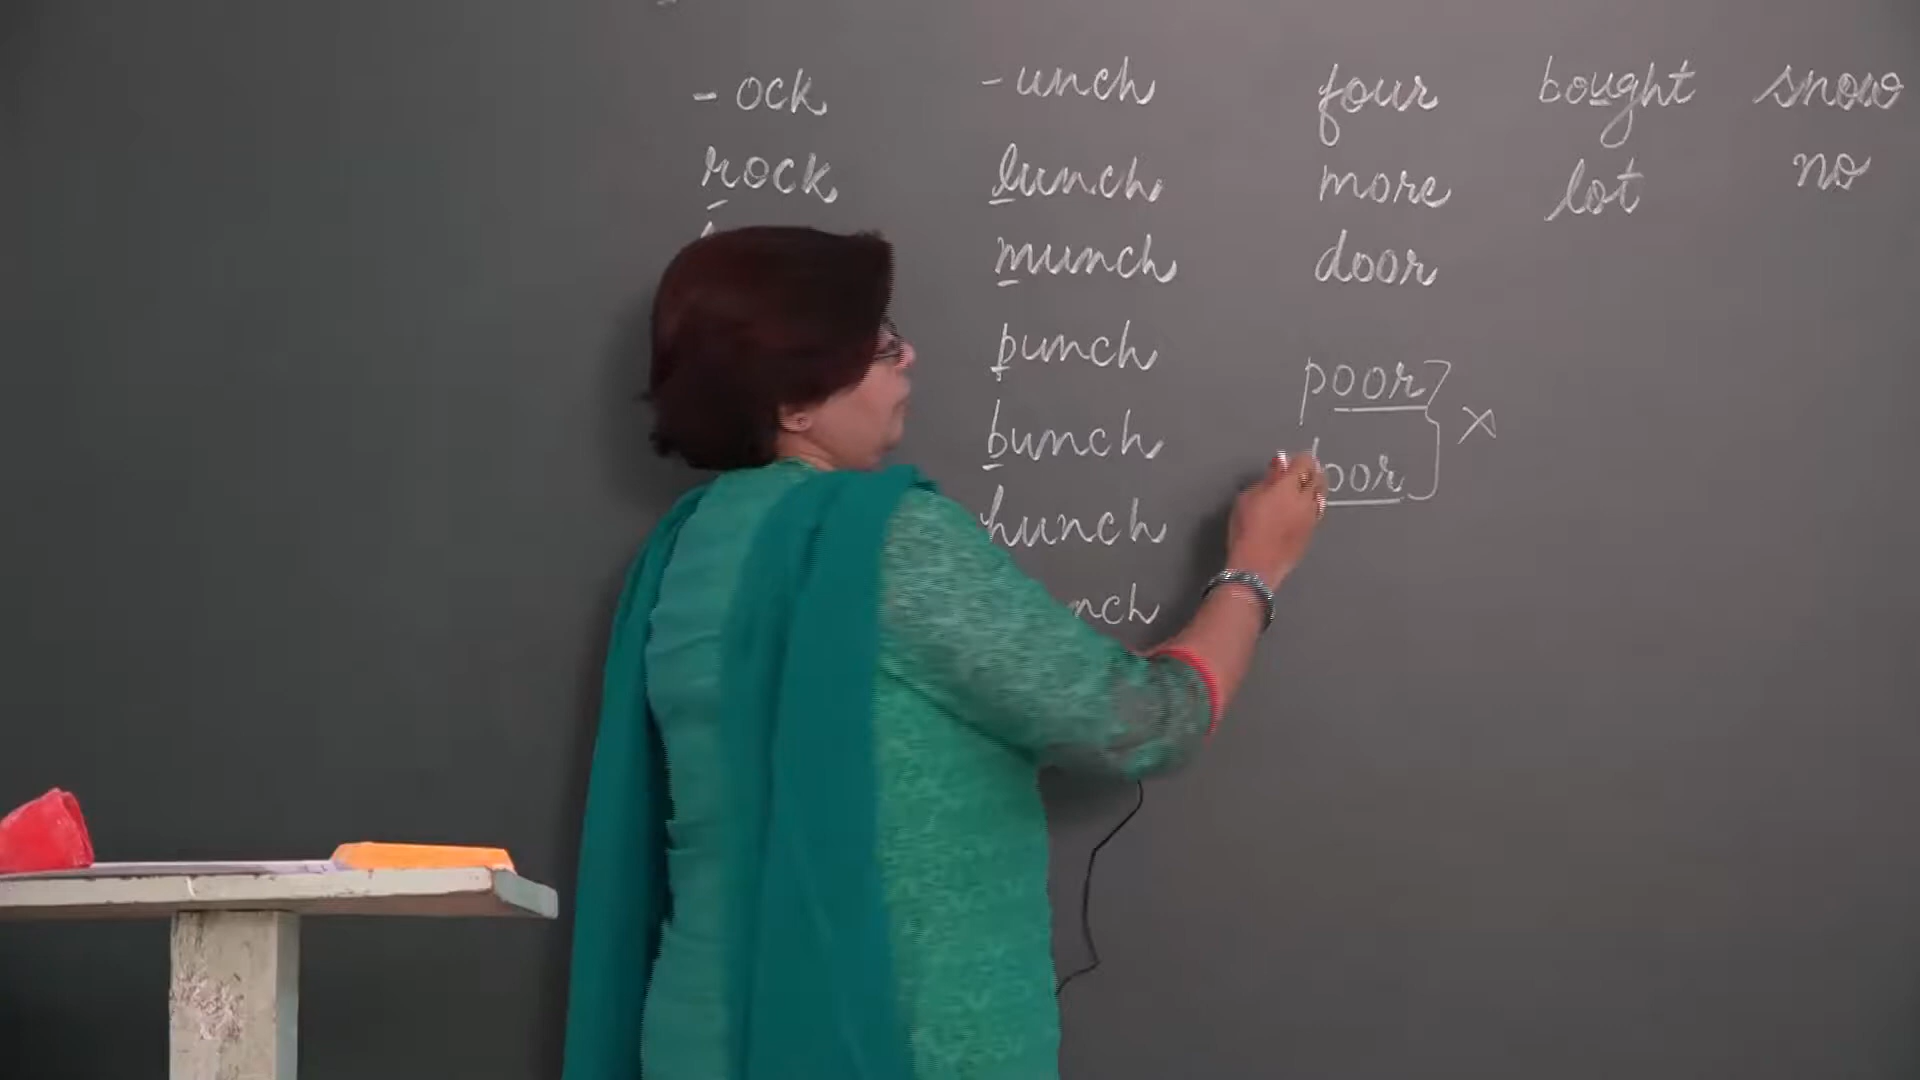 - ock
- unch
four
bought
snow
rock
lunch
more
lot
no
munch
door
punch
poor
x
bunch
door
hunch